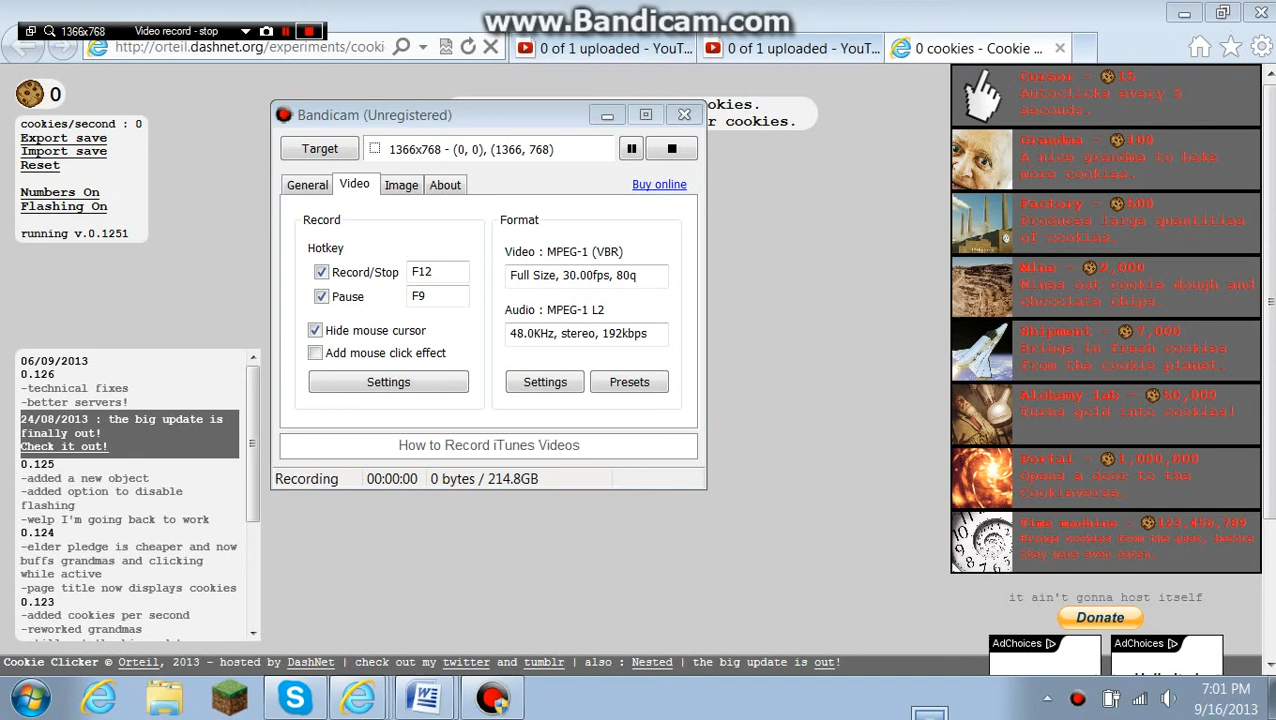 www.Bandicam.com
1366x768
Video record - stop
http://orteil.dashnet.org/experiments/cooki
0 of 1 uploaded - YouT...
0 of 1 uploaded - YouT...
0 cookies - Cookie ...
0
cookies/second : 0
Export save
Import save
Reset
Numbers On
Flashing On
running v.0.1251
ookies.
r cookies.
Bandicam (Unregistered)
Target
1366x768 - (0, 0), (1366, 768)
General
Video
Image
About
Buy online
Record
Hotkey
Record/Stop
F12
Pause
F9
Hide mouse cursor
Add mouse click effect
Settings
Format
Video : MPEG-1 (VBR)
Full Size, 30.00fps, 80q
Audio : MPEG-1 L2
48.0KHz, stereo, 192kbps
Settings
Presets
How to Record iTunes Videos
Recording
00:00:00
0 bytes / 214.8GB
Cursor - 15
Autoclicks every 5
seconds.
Grandma - 100
A nice grandma to bake
more cookies.
Factory - 500
Produces large quantities
of cookies.
Mine - 2,000
Mines out cookie dough and
chocolate chips.
Shipment - 7,000
Brings in fresh cookies
from the cookie planet.
Alchemy lab - 50,000
Turns gold into cookies!
Portal - 1,000,000
Opens a door to the
Cookieverse.
Time machine - 123,456,789
Brings cookies from the past, before
they were even eaten.
it ain't gonna host itself
Donate
AdChoices
AdChoices
06/09/2013
0.126
-technical fixes
-better servers!
24/08/2013 : the big update is
finally out!
Check it out!
0.125
-added a new object
-added option to disable
flashing
-welp I'm going back to work
0.124
-elder pledge is cheaper and now
buffs grandmas and clicking
while active
-page title now displays cookies
0.123
-added cookies per second
-reworked grandmas
Cookie Clicker © Orteil, 2013 - hosted by DashNet | check out my twitter and tumblr | also : Nested | the big update is out!
7:01 PM
9/16/2013